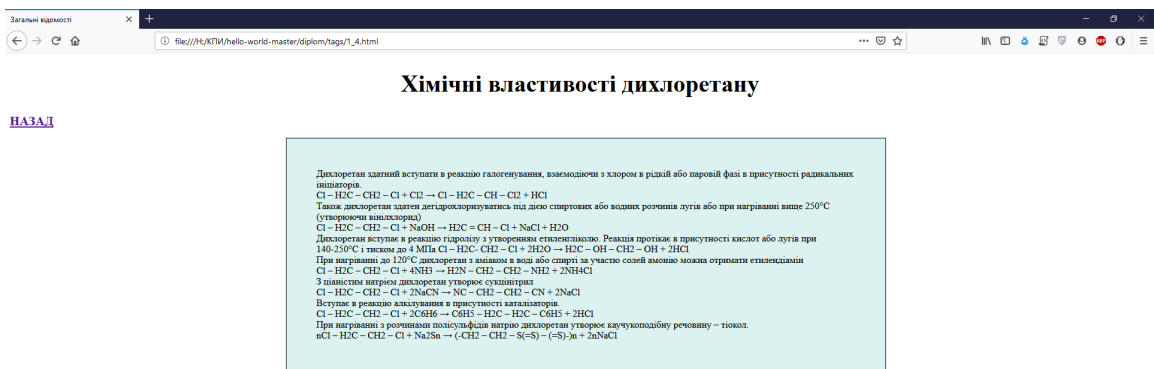 Загальні відомості
file:///H:/КПИ/hello-world-master/diplom/tags/1_4.html
Хімічні властивості дихлоретану
НАЗАД
Дихлоретан здатний вступати в реакцію галогенування, взаємодіючи з хлором в рідкій або паровій фазі в присутності радикальних
ініціаторів.
Cl – H2C – CH2 – Cl + Cl2 → Cl – H2C – CH – Cl2 + HCl
Також дихлоретан здатен дегідрохлоризуватись під дією спиртових або водних розчинів лугів або при нагріванні вище 250°C
(утворюючи вінілхлорид)
Cl – H2C – CH2 – Cl + NaOH → H2C = CH – Cl + NaCl + H2O
Дихлоретан вступає в реакцію гідролізу з утворенням етиленгліколю. Реакція протікає в присутності кислот або лугів при
140-250°C і тиском до 4 МПа Cl – H2C- CH2 – Cl + 2H2O → H2C – OH – CH2 – OH + 2HCl
При нагріванні до 120°C дихлоретан з аміаком в воді або спирті за участю солей амонію можна отримати етилендіамін
Cl – H2C – CH2 – Cl + 4NH3 → H2N – CH2 – CH2 – NH2 + 2NH4Cl
З ціаністим натрієм дихлоретан утворює сукцінітрил
Cl – H2C – CH2 – Cl + 2NaCN → NC – CH2 – CH2 – CN + 2NaCl
Вступає в реакцію алкілування в присутності каталізаторів.
Cl – H2C – CH2 – Cl + 2C6H6 → C6H5 – H2C – H2C – C6H5 + 2HCl
При нагріванні з розчинами полісульфідів натрію дихлоретан утворює каучукоподібну речовину – тіокол.
nCl – H2C – CH2 – Cl + Na2Sn → (-CH2 – CH2 – S(=S) – (=S)-)n + 2nNaCl